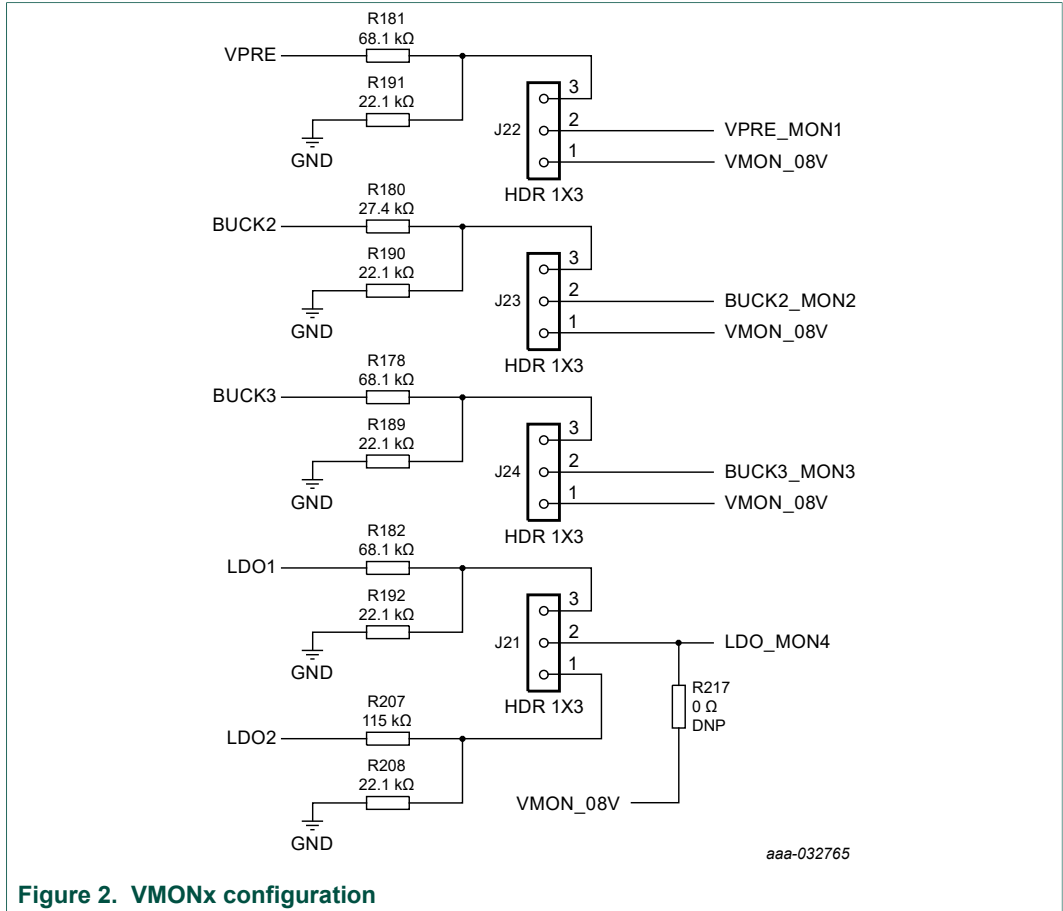 R181
68.1 kΩ
VPRE
R191
22.1 kΩ
GND
J22
3
2
1
VPRE_MON1
VMON_08V
HDR 1X3
R180
27.4 kΩ
BUCK2
R190
22.1 kΩ
GND
J23
3
2
1
BUCK2_MON2
VMON_08V
HDR 1X3
R178
68.1 kΩ
BUCK3
R189
22.1 kΩ
GND
J24
3
2
1
BUCK3_MON3
VMON_08V
HDR 1X3
R182
68.1 kΩ
LDO1
R192
22.1 kΩ
GND
J21
3
2
1
LDO_MON4
HDR 1X3
R217
0 Ω
DNP
R207
115 kΩ
LDO2
R208
22.1 kΩ
GND
VMON_08V
aaa-032765
Figure 2. VMONx configuration